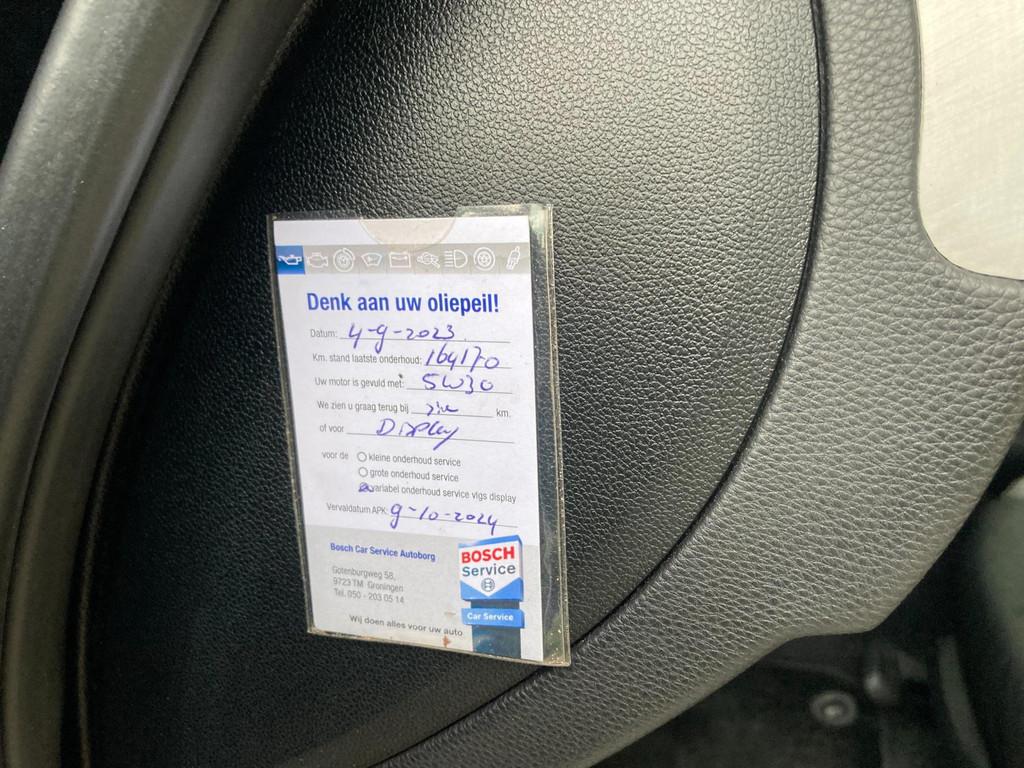 Denk aan uw oliepeil!
Datum: 4-9-2023
Km. stand laatste onderhoud: 164170
Uw motor is gevuld met: 5W30
We zien u graag terug bij zie km.
of voor Display
voor de kleine onderhoud service
grote onderhoud service
variabel onderhoud service vlgs display
Vervaldatum APK: 9-10-2024
Bosch Car Service Autoborg
Gotenburgweg 58,
9723 TM Groningen
Tel. 050 - 203 05 14
BOSCH
Service
Car Service
Wij doen alles voor uw auto